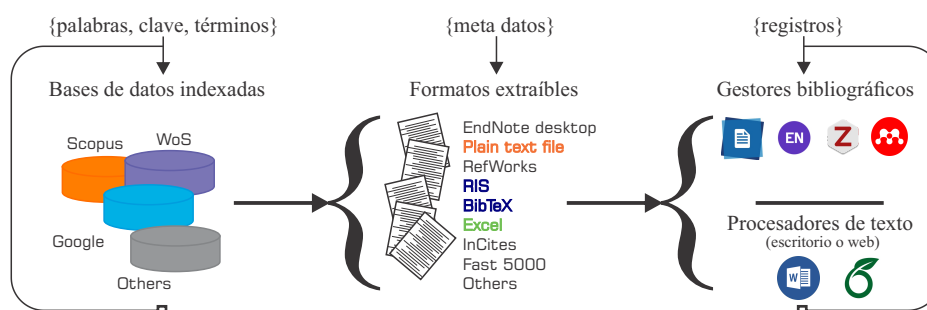 {palabras, clave, términos}
{meta datos}
{registros}
Bases de datos indexadas
Formatos extraíbles
Gestores bibliográficos
Scopus
WoS
Google
Others
EndNote desktop
Plain text file
RefWorks
RIS
BibTeX
Excel
InCites
Fast 5000
Others
EN
Z
Procesadores de texto
(escritorio o web)
W